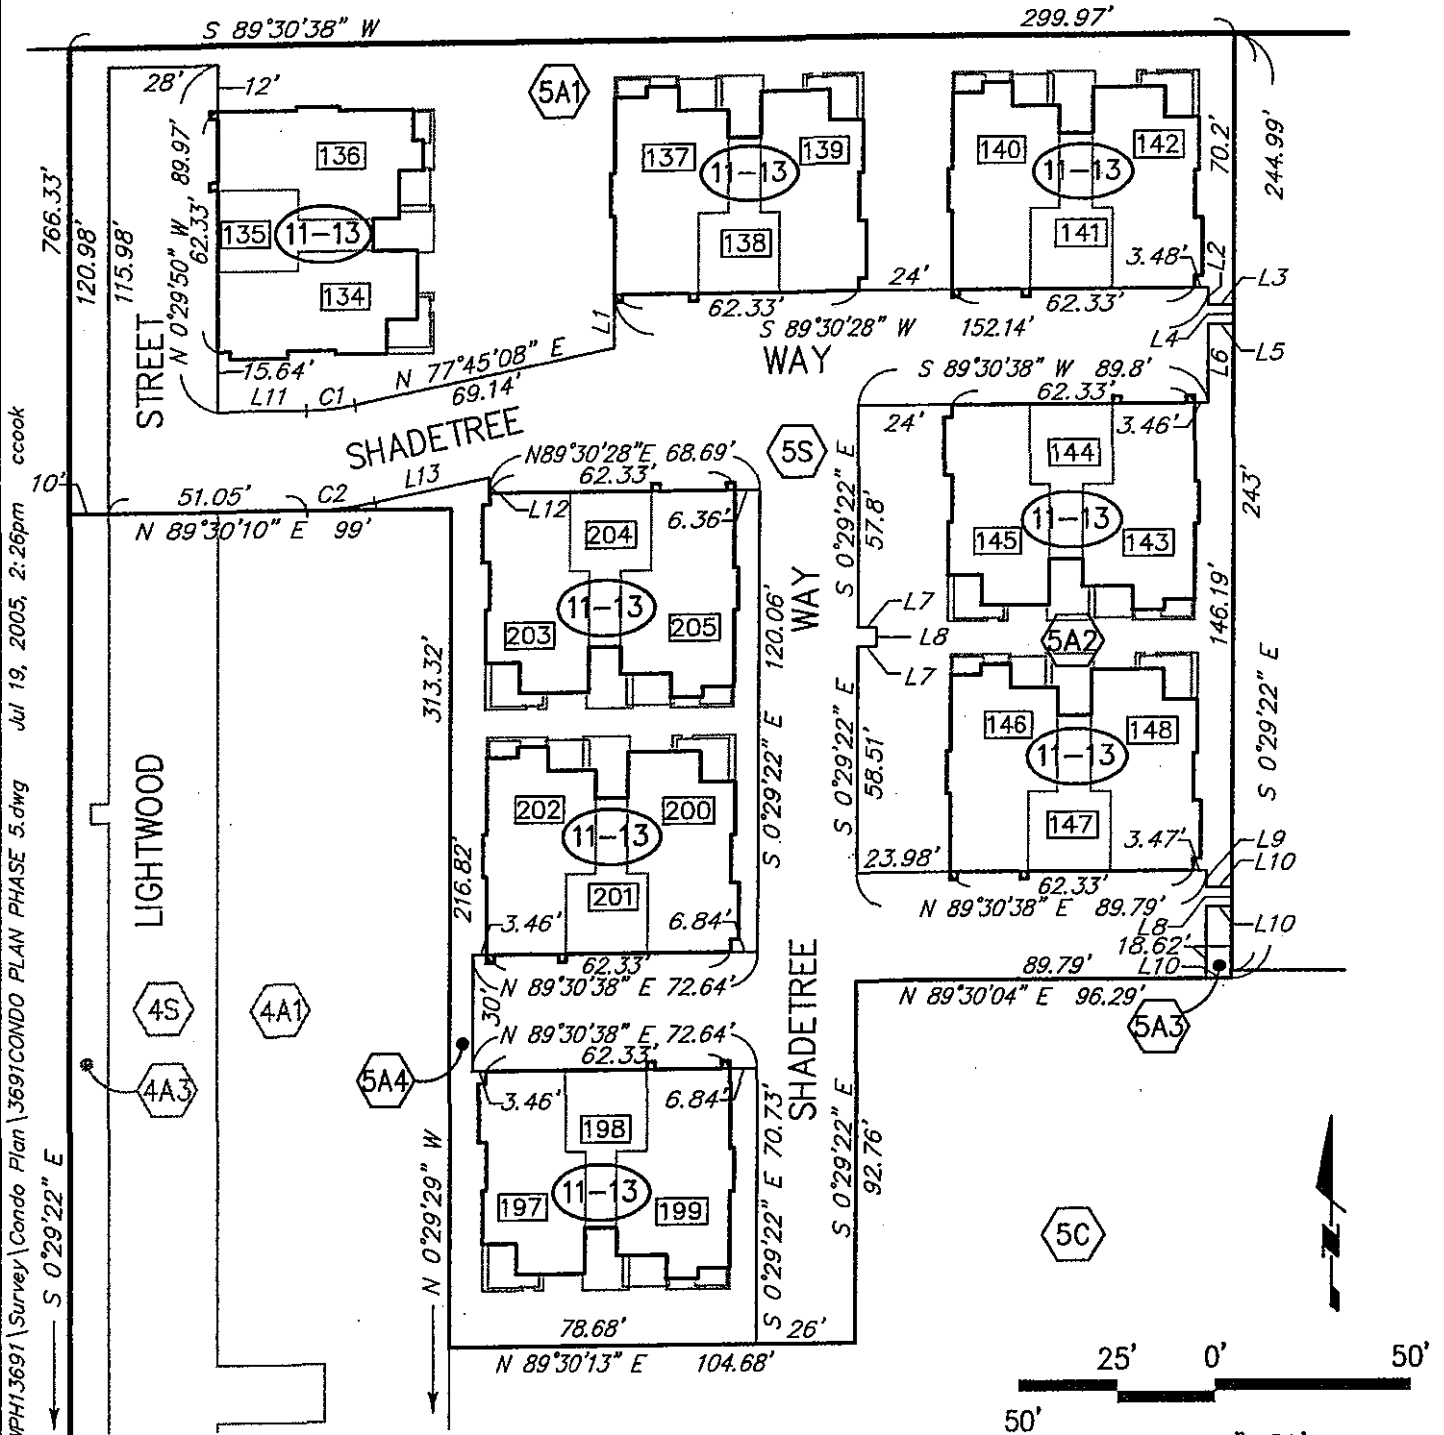 S 89°30'38" W
299.97'
28'
12'
5A1
766.33'
120.98'
115.98'
N 0°29'50" W 89.97'
62.33'
136
135
11-13
134
137
139
11-13
138
140
142
11-13
141
70.2'
244.99'
3.48'
L2
L3
24'
62.33'
62.33'
S 89°30'28" W 152.14'
L1
L4
L5
L6
WAY
STREET
15.64'
L11
C1
N 77°45'08" E
69.14'
SHADETREE
S 89°30'38" W 89.8'
62.33'
24'
3.46'
5S
N89°30'28"E 68.69'
62.33'
L13
L12
6.36'
10'
51.05'
C2
N 89°30'10" E 99'
204
11-13
203
205
144
11-13
145
143
S 0°29'22" E
57.8'
243'
WAY
120.06'
L7
L8
L7
5A2
146.19'
313.32'
S 0°29'22" E
S 0°29'22" E
S 0°29'22" E
58.51'
146
148
11-13
147
202
200
11-13
201
LIGHTWOOD
216.82'
3.46'
6.84'
62.33'
N 89°30'38" E 72.64'
23.98'
3.47'
62.33'
N 89°30'38" E 89.79'
L9
L10
L8
L10
18.62'
L10
89.79'
N 89°30'04" E 96.29'
5A3
30'
N 89°30'38" E 72.64'
62.33'
3.46'
6.84'
4S
4A1
4A3
5A4
SHADETREE
198
11-13
197
199
S 0°29'22" E 70.73'
S 0°29'22" E
92.76'
N 0°29'29" W
S 0°29'22" E
5C
N
78.68'
26'
N 89°30'13" E 104.68'
25'
0'
50'
50'
VPH13691\Survey\Condo Plan\3691CONDO PLAN PHASE 5.dwg Jul 19, 2005, 2:26pm ccook